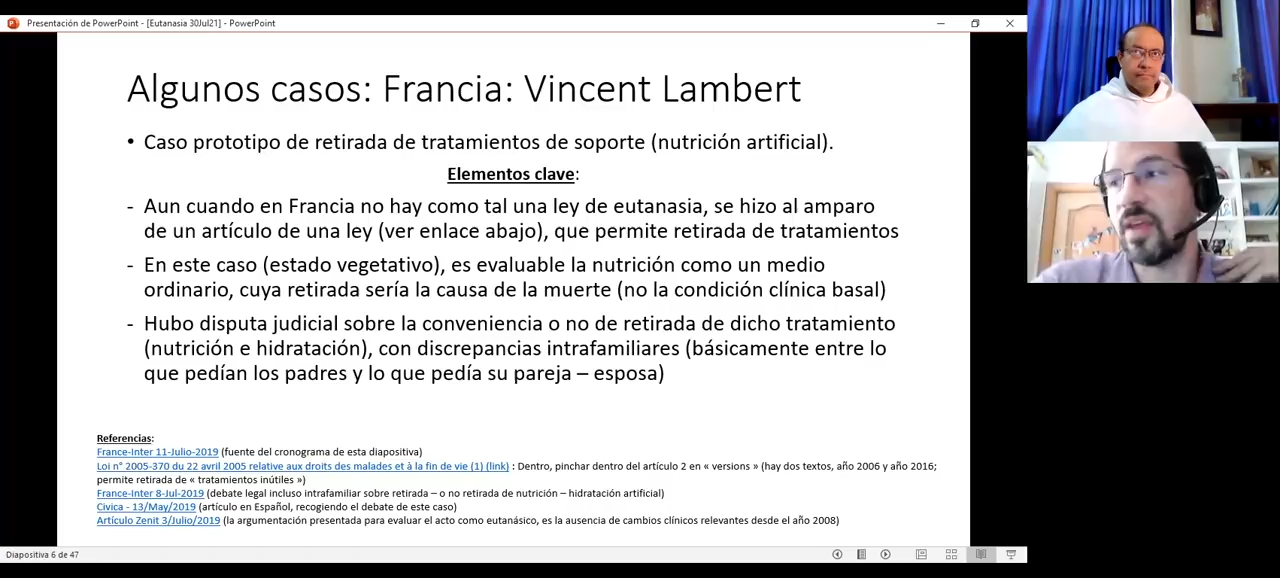 Presentación de PowerPoint - [Eutanasia 30Jul21] - PowerPoint
Algunos casos: Francia: Vincent Lambert
• Caso prototipo de retirada de tratamientos de soporte (nutrición artificial).
Elementos clave:
- Aun cuando en Francia no hay como tal una ley de eutanasia, se hizo al amparo
de un artículo de una ley (ver enlace abajo), que permite retirada de tratamientos
- En este caso (estado vegetativo), es evaluable la nutrición como un medio
ordinario, cuya retirada sería la causa de la muerte (no la condición clínica basal)
- Hubo disputa judicial sobre la conveniencia o no de retirada de dicho tratamiento
(nutrición e hidratación), con discrepancias intrafamiliares (básicamente entre lo
que pedían los padres y lo que pedía su pareja – esposa)
Referencias:
France-Inter 11-Julio-2019 (fuente del cronograma de esta diapositiva)
Loi n° 2005-370 du 22 avril 2005 relative aux droits des malades et à la fin de vie (1) (link) : Dentro, pinchar dentro del artículo 2 en « versions » (hay dos textos, año 2006 y año 2016;
permite retirada de « tratamientos inútiles »)
France-Inter 8-Jul-2019 (debate legal incluso intrafamiliar sobre retirada – o no retirada de nutrición – hidratación artificial)
Civica - 13/May/2019 (artículo en Español, recogiendo el debate de este caso)
Artículo Zenit 3/Julio/2019 (la argumentación presentada para evaluar el acto como eutanásico, es la ausencia de cambios clínicos relevantes desde el año 2008)
Diapositiva 6 de 47